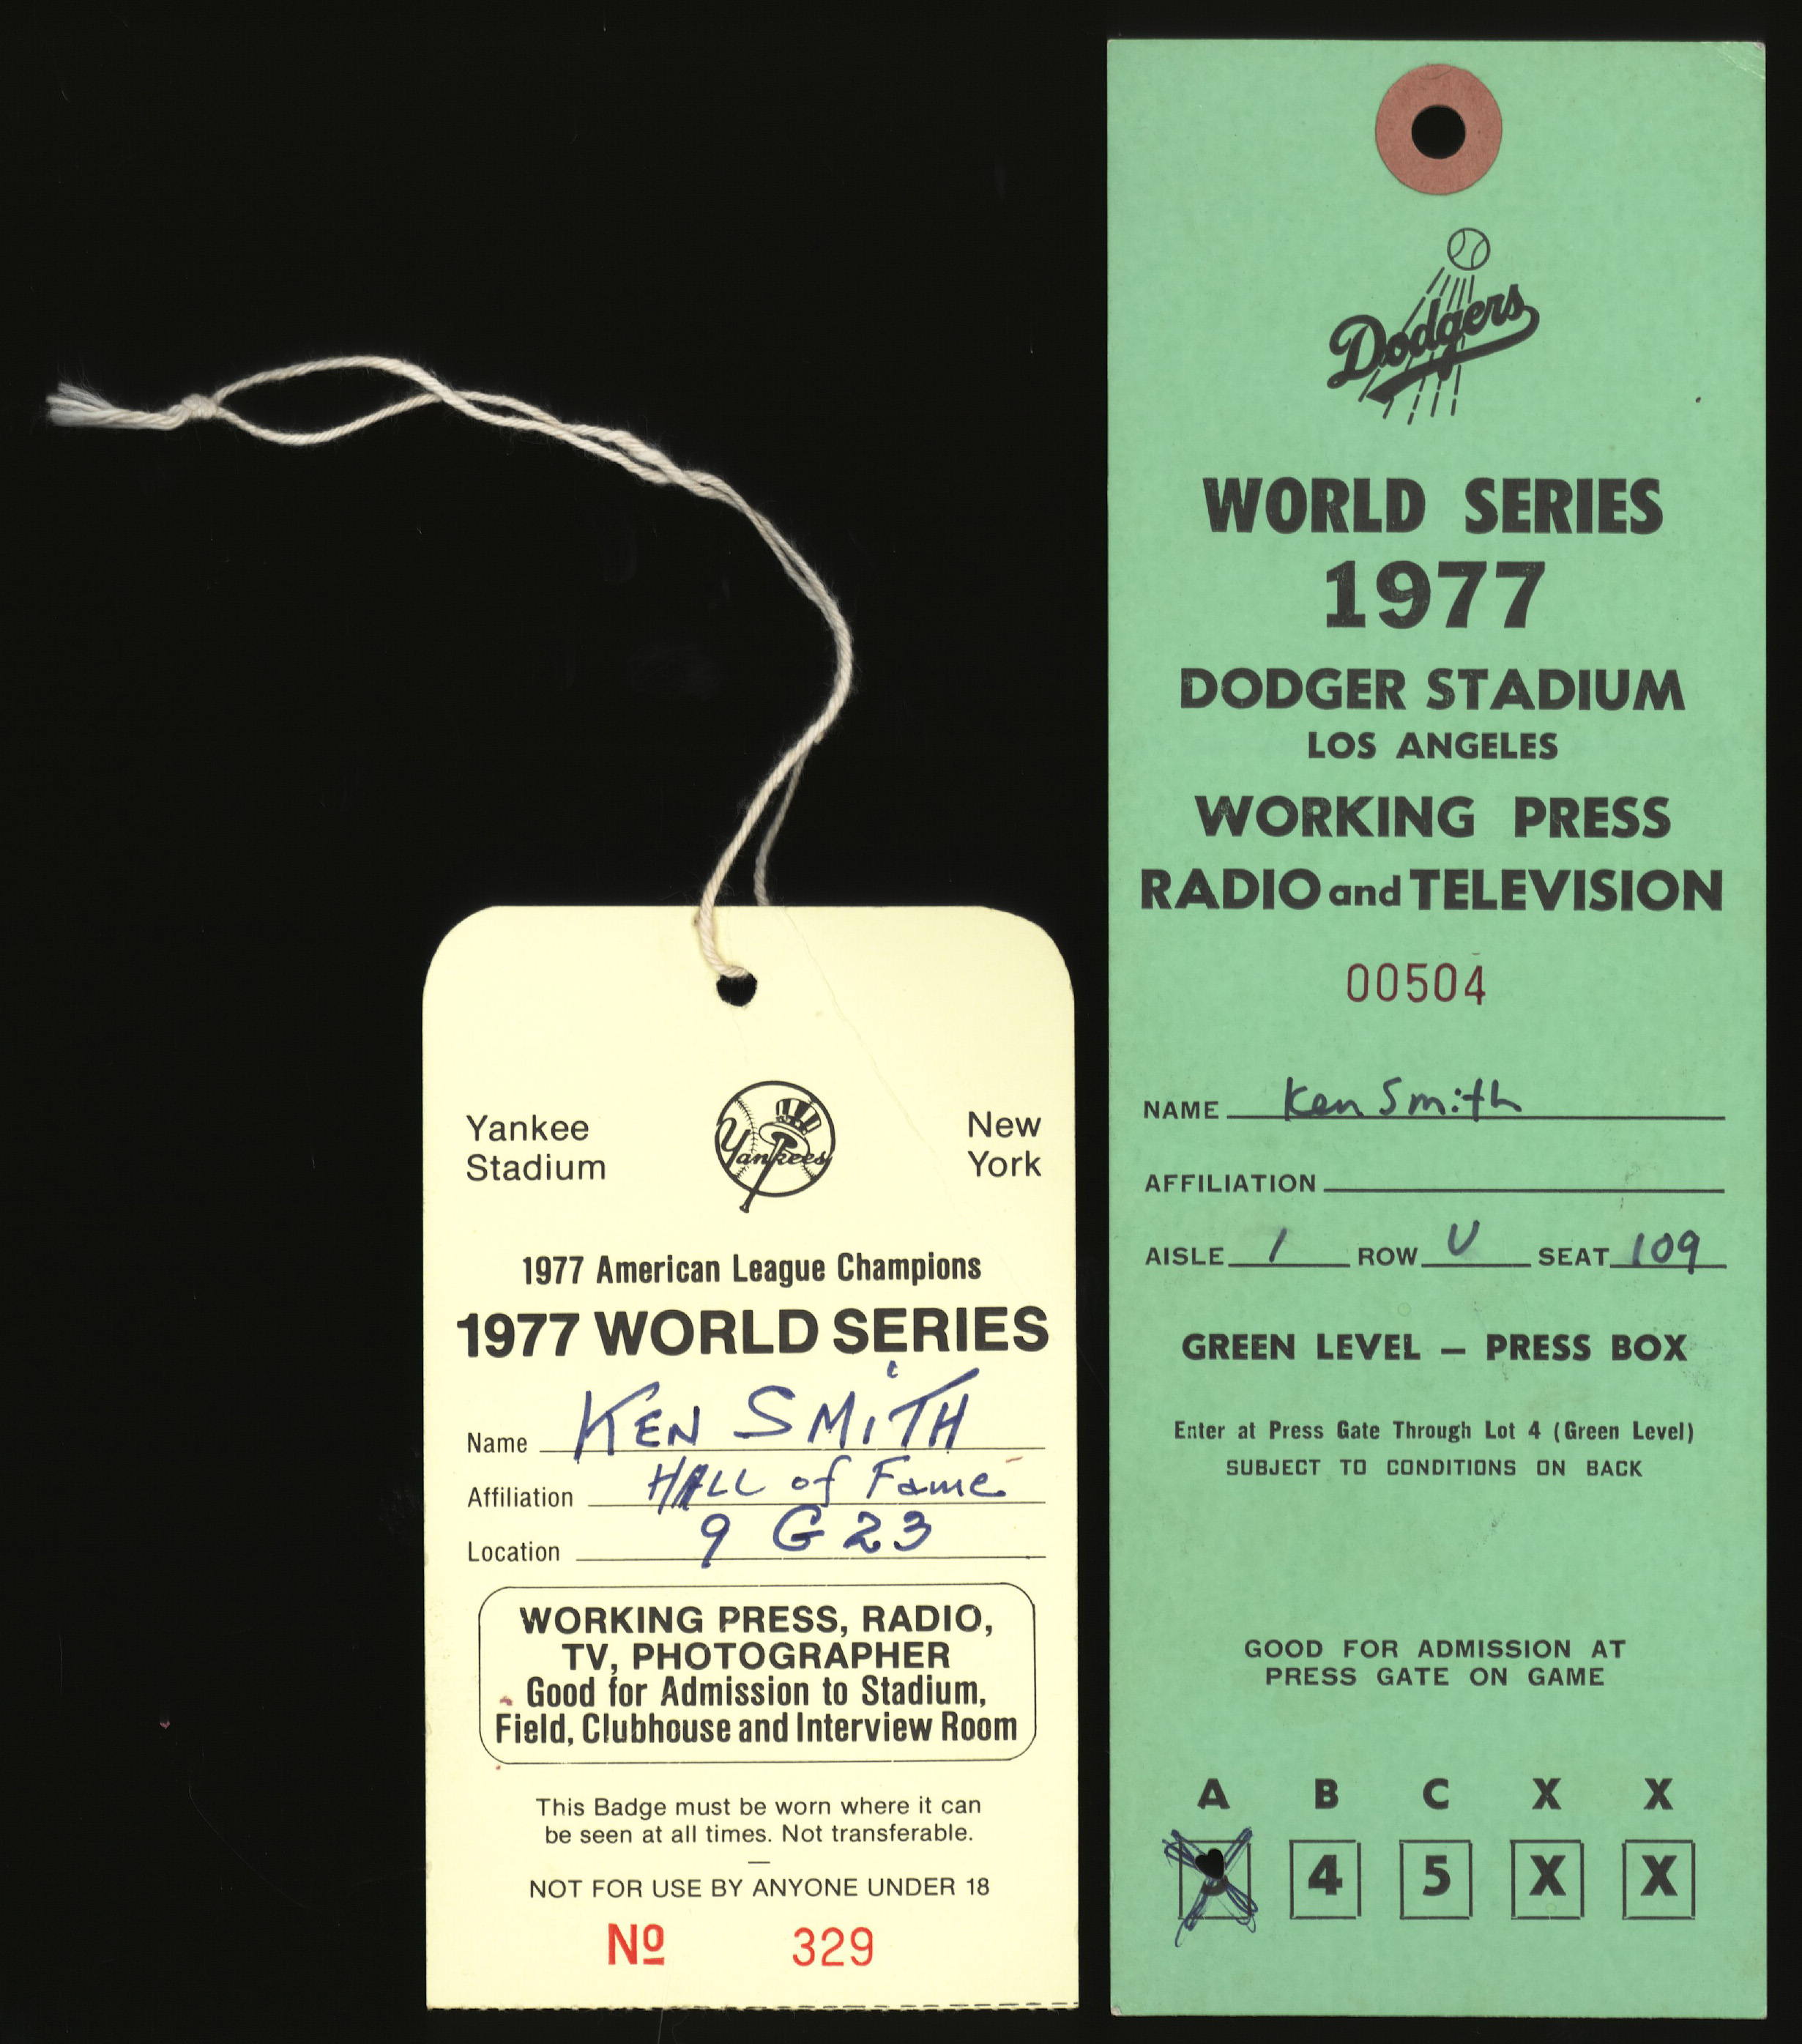 Yankee
Stadium
Yankees
New
York
1977 American League Champions
1977 WORLD SERIES
Name KEN SMiTH
Affiliation HALL of Fame
Location 9 G 23
WORKING PRESS, RADIO,
TV, PHOTOGRAPHER
Good for Admission to Stadium,
Field, Clubhouse and Interview Room
This Badge must be worn where it can
be seen at all times. Not transferable.
—
NOT FOR USE BY ANYONE UNDER 18
Nº 329
Dodgers
WORLD SERIES
1977
DODGER STADIUM
LOS ANGELES
WORKING PRESS
RADIO and TELEVISION
00504
NAME Ken Smith
AFFILIATION
AISLE 1 ROW U SEAT 109
GREEN LEVEL — PRESS BOX
Enter at Press Gate Through Lot 4 (Green Level)
SUBJECT TO CONDITIONS ON BACK
GOOD FOR ADMISSION AT
PRESS GATE ON GAME
A B C X X
4 5 X X